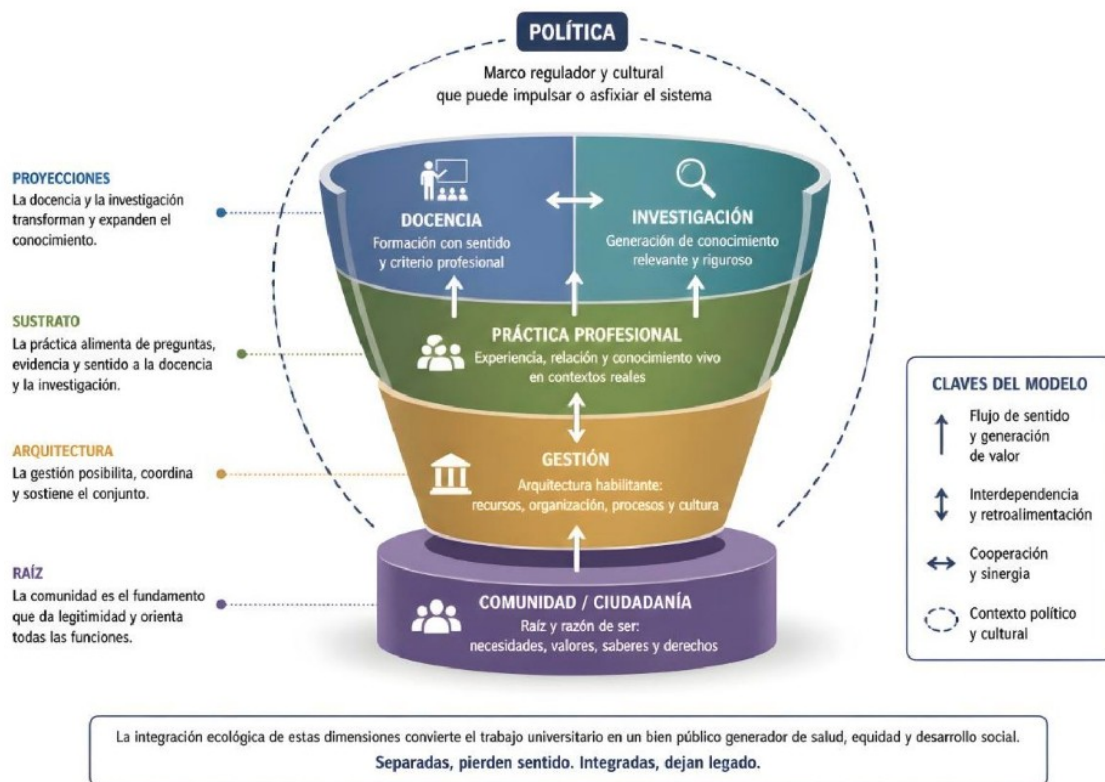 POLÍTICA
Marco regulador y cultural
que puede impulsar o asfixiar el sistema
PROYECCIONES
La docencia y la investigación
transforman y expanden el
conocimiento.
DOCENCIA
Formación con sentido
y criterio profesional
INVESTIGACIÓN
Generación de conocimiento
relevante y riguroso
SUSTRATO
La práctica alimenta de preguntas,
evidencia y sentido a la docencia
y la investigación.
PRÁCTICA PROFESIONAL
Experiencia, relación y conocimiento vivo
en contextos reales
ARQUITECTURA
La gestión posibilita, coordina
y sostiene el conjunto.
GESTIÓN
Arquitectura habilitante:
recursos, organización, procesos y cultura
RAÍZ
La comunidad es el fundamento
que da legitimidad y orienta
todas las funciones.
COMUNIDAD / CIUDADANÍA
Raíz y razón de ser:
necesidades, valores, saberes y derechos
CLAVES DEL MODELO
Flujo de sentido
y generación
de valor
Interdependencia
y retroalimentación
Cooperación
y sinergia
Contexto político
y cultural
La integración ecológica de estas dimensiones convierte el trabajo universitario en un bien público generador de salud, equidad y desarrollo social.
Separadas, pierden sentido. Integradas, dejan legado.